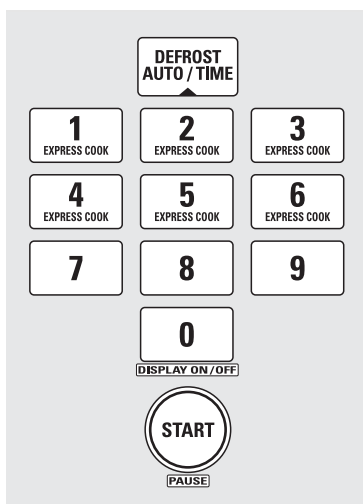 DEFROST
AUTO / TIME
1
EXPRESS COOK
2
EXPRESS COOK
3
EXPRESS COOK
4
EXPRESS COOK
5
EXPRESS COOK
6
EXPRESS COOK
7
8
9
0
DISPLAY ON/OFF
START
PAUSE